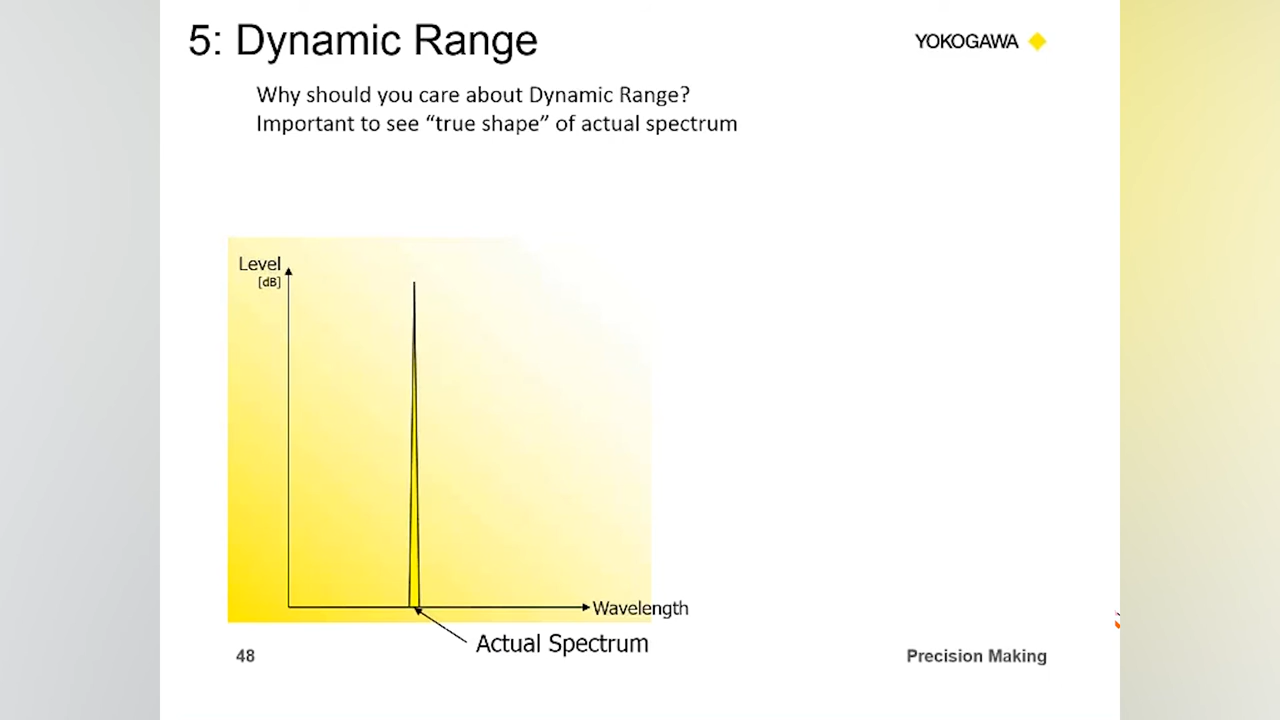 5: Dynamic Range
YOKOGAWA
Why should you care about Dynamic Range?
Important to see “true shape” of actual spectrum
Level
[dB]
Wavelength
Actual Spectrum
48
Precision Making